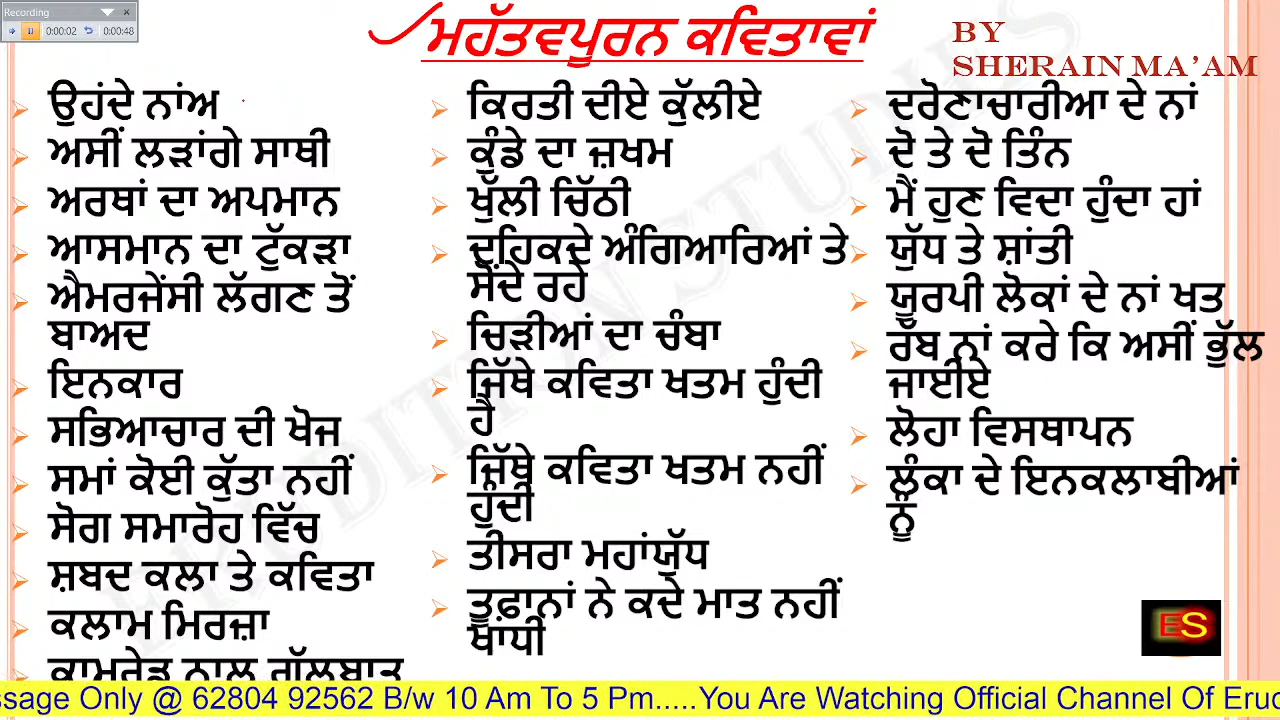 Recording
0:00:02
0:00:48
ਮਹੱਤਵਪੂਰਨ ਕਵਿਤਾਵਾਂ
BY
SHERAIN MA'AM
ਉਹਂਦੇ ਨਾਂਅ
ਅਸੀਂ ਲੜਾਂਗੇ ਸਾਥੀ
ਅਰਥਾਂ ਦਾ ਅਪਮਾਨ
ਆਸਮਾਨ ਦਾ ਟੁੱਕੜਾ
ਐਮਰਜੇਂਸੀ ਲੱਗਣ ਤੋਂ
ਬਾਅਦ
ਇਨਕਾਰ
ਸਭਿਆਚਾਰ ਦੀ ਖੋਜ
ਸਮਾਂ ਕੋਈ ਕੁੱਤਾ ਨਹੀਂ
ਸੋਗ ਸਮਾਰੋਹ ਵਿੱਚ
ਸ਼ਬਦ ਕਲਾ ਤੇ ਕਵਿਤਾ
ਕਲਾਮ ਮਿਰਜ਼ਾ
ਕਾਮਰੇਡ ਨਾਲ ਗੱਲਬਾਤ
ਕਿਰਤੀ ਦੀਏ ਕੁੱਲੀਏ
ਕੁੰਡੇ ਦਾ ਜ਼ਖਮ
ਖੁੱਲੀ ਚਿੱਠੀ
ਦਹਿਕਦੇ ਅੰਗਿਆਰਿਆਂ ਤੇ
ਸੋਂਦੇ ਰਹੇ
ਚਿੜੀਆਂ ਦਾ ਚੰਬਾ
ਜਿੱਥੇ ਕਵਿਤਾ ਖਤਮ ਹੁੰਦੀ
ਹੈ
ਜਿੱਥੇ ਕਵਿਤਾ ਖਤਮ ਨਹੀਂ
ਹੁੰਦੀ
ਤੀਸਰਾ ਮਹਾਂਯੁੱਧ
ਤੂਫ਼ਾਨਾਂ ਨੇ ਕਦੇ ਮਾਤ ਨਹੀਂ
ਖਾਧੀ
ਦਰੋਣਾਚਾਰੀਆ ਦੇ ਨਾਂ
ਦੋ ਤੇ ਦੋ ਤਿੰਨ
ਮੈਂ ਹੁਣ ਵਿਦਾ ਹੁੰਦਾ ਹਾਂ
ਯੁੱਧ ਤੇ ਸ਼ਾਂਤੀ
ਯੂਰਪੀ ਲੋਕਾਂ ਦੇ ਨਾਂ ਖਤ
ਰੱਬ ਨਾਂ ਕਰੇ ਕਿ ਅਸੀਂ ਭੁੱਲ
ਜਾਈਏ
ਲੋਹਾ ਵਿਸਥਾਪਨ
ਲੰਕਾ ਦੇ ਇਨਕਲਾਬੀਆਂ
ਨੂੰ
ERUDITION STUDIES
ES
ssage Only @ 62804 92562 B/w 10 Am To 5 Pm.....You Are Watching Official Channel Of Eruc